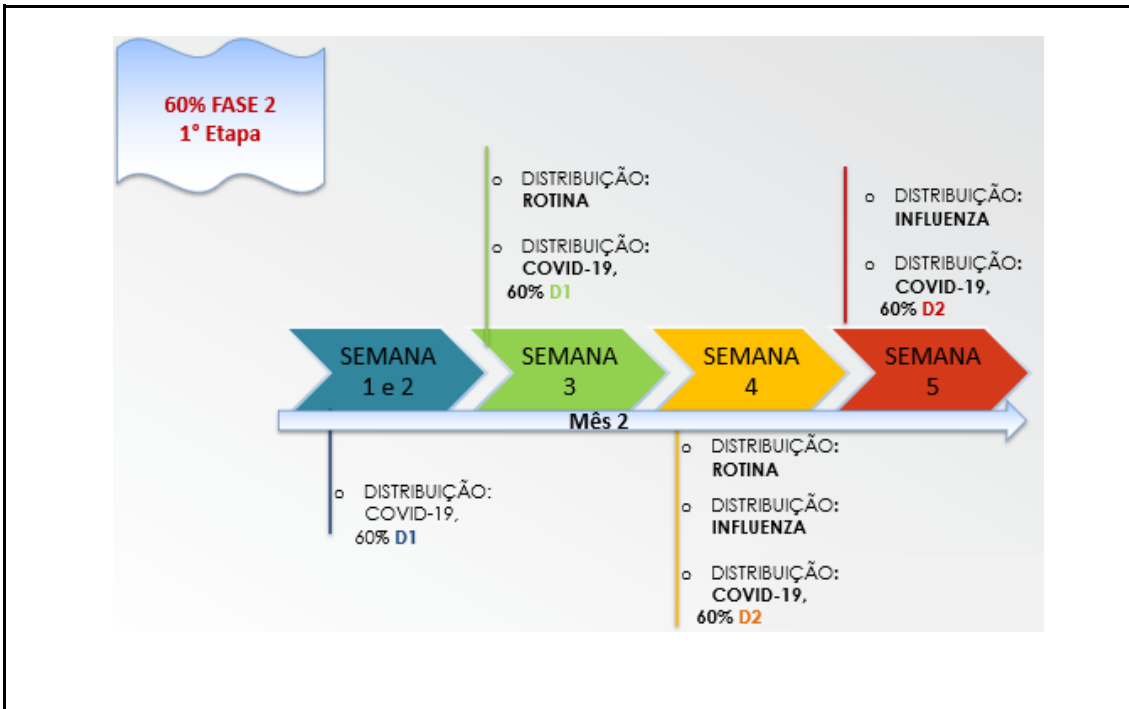 60% FASE 2
1° Etapa
o DISTRIBUIÇÃO:
ROTINA
o DISTRIBUIÇÃO:
COVID-19,
60% D1
o DISTRIBUIÇÃO:
INFLUENZA
o DISTRIBUIÇÃO:
COVID-19,
60% D2
SEMANA
1 e 2
SEMANA
3
SEMANA
4
SEMANA
5
Mês 2
o DISTRIBUIÇÃO:
COVID-19,
60% D1
o DISTRIBUIÇÃO:
ROTINA
o DISTRIBUIÇÃO:
INFLUENZA
o DISTRIBUIÇÃO:
COVID-19,
60% D2